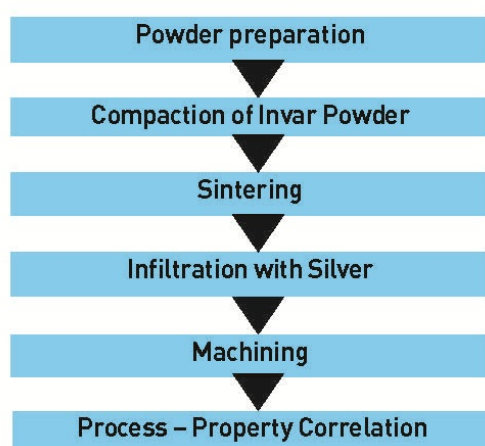 Powder preparation
Compaction of Invar Powder
Sintering
Infiltration with Silver
Machining
Process – Property Correlation